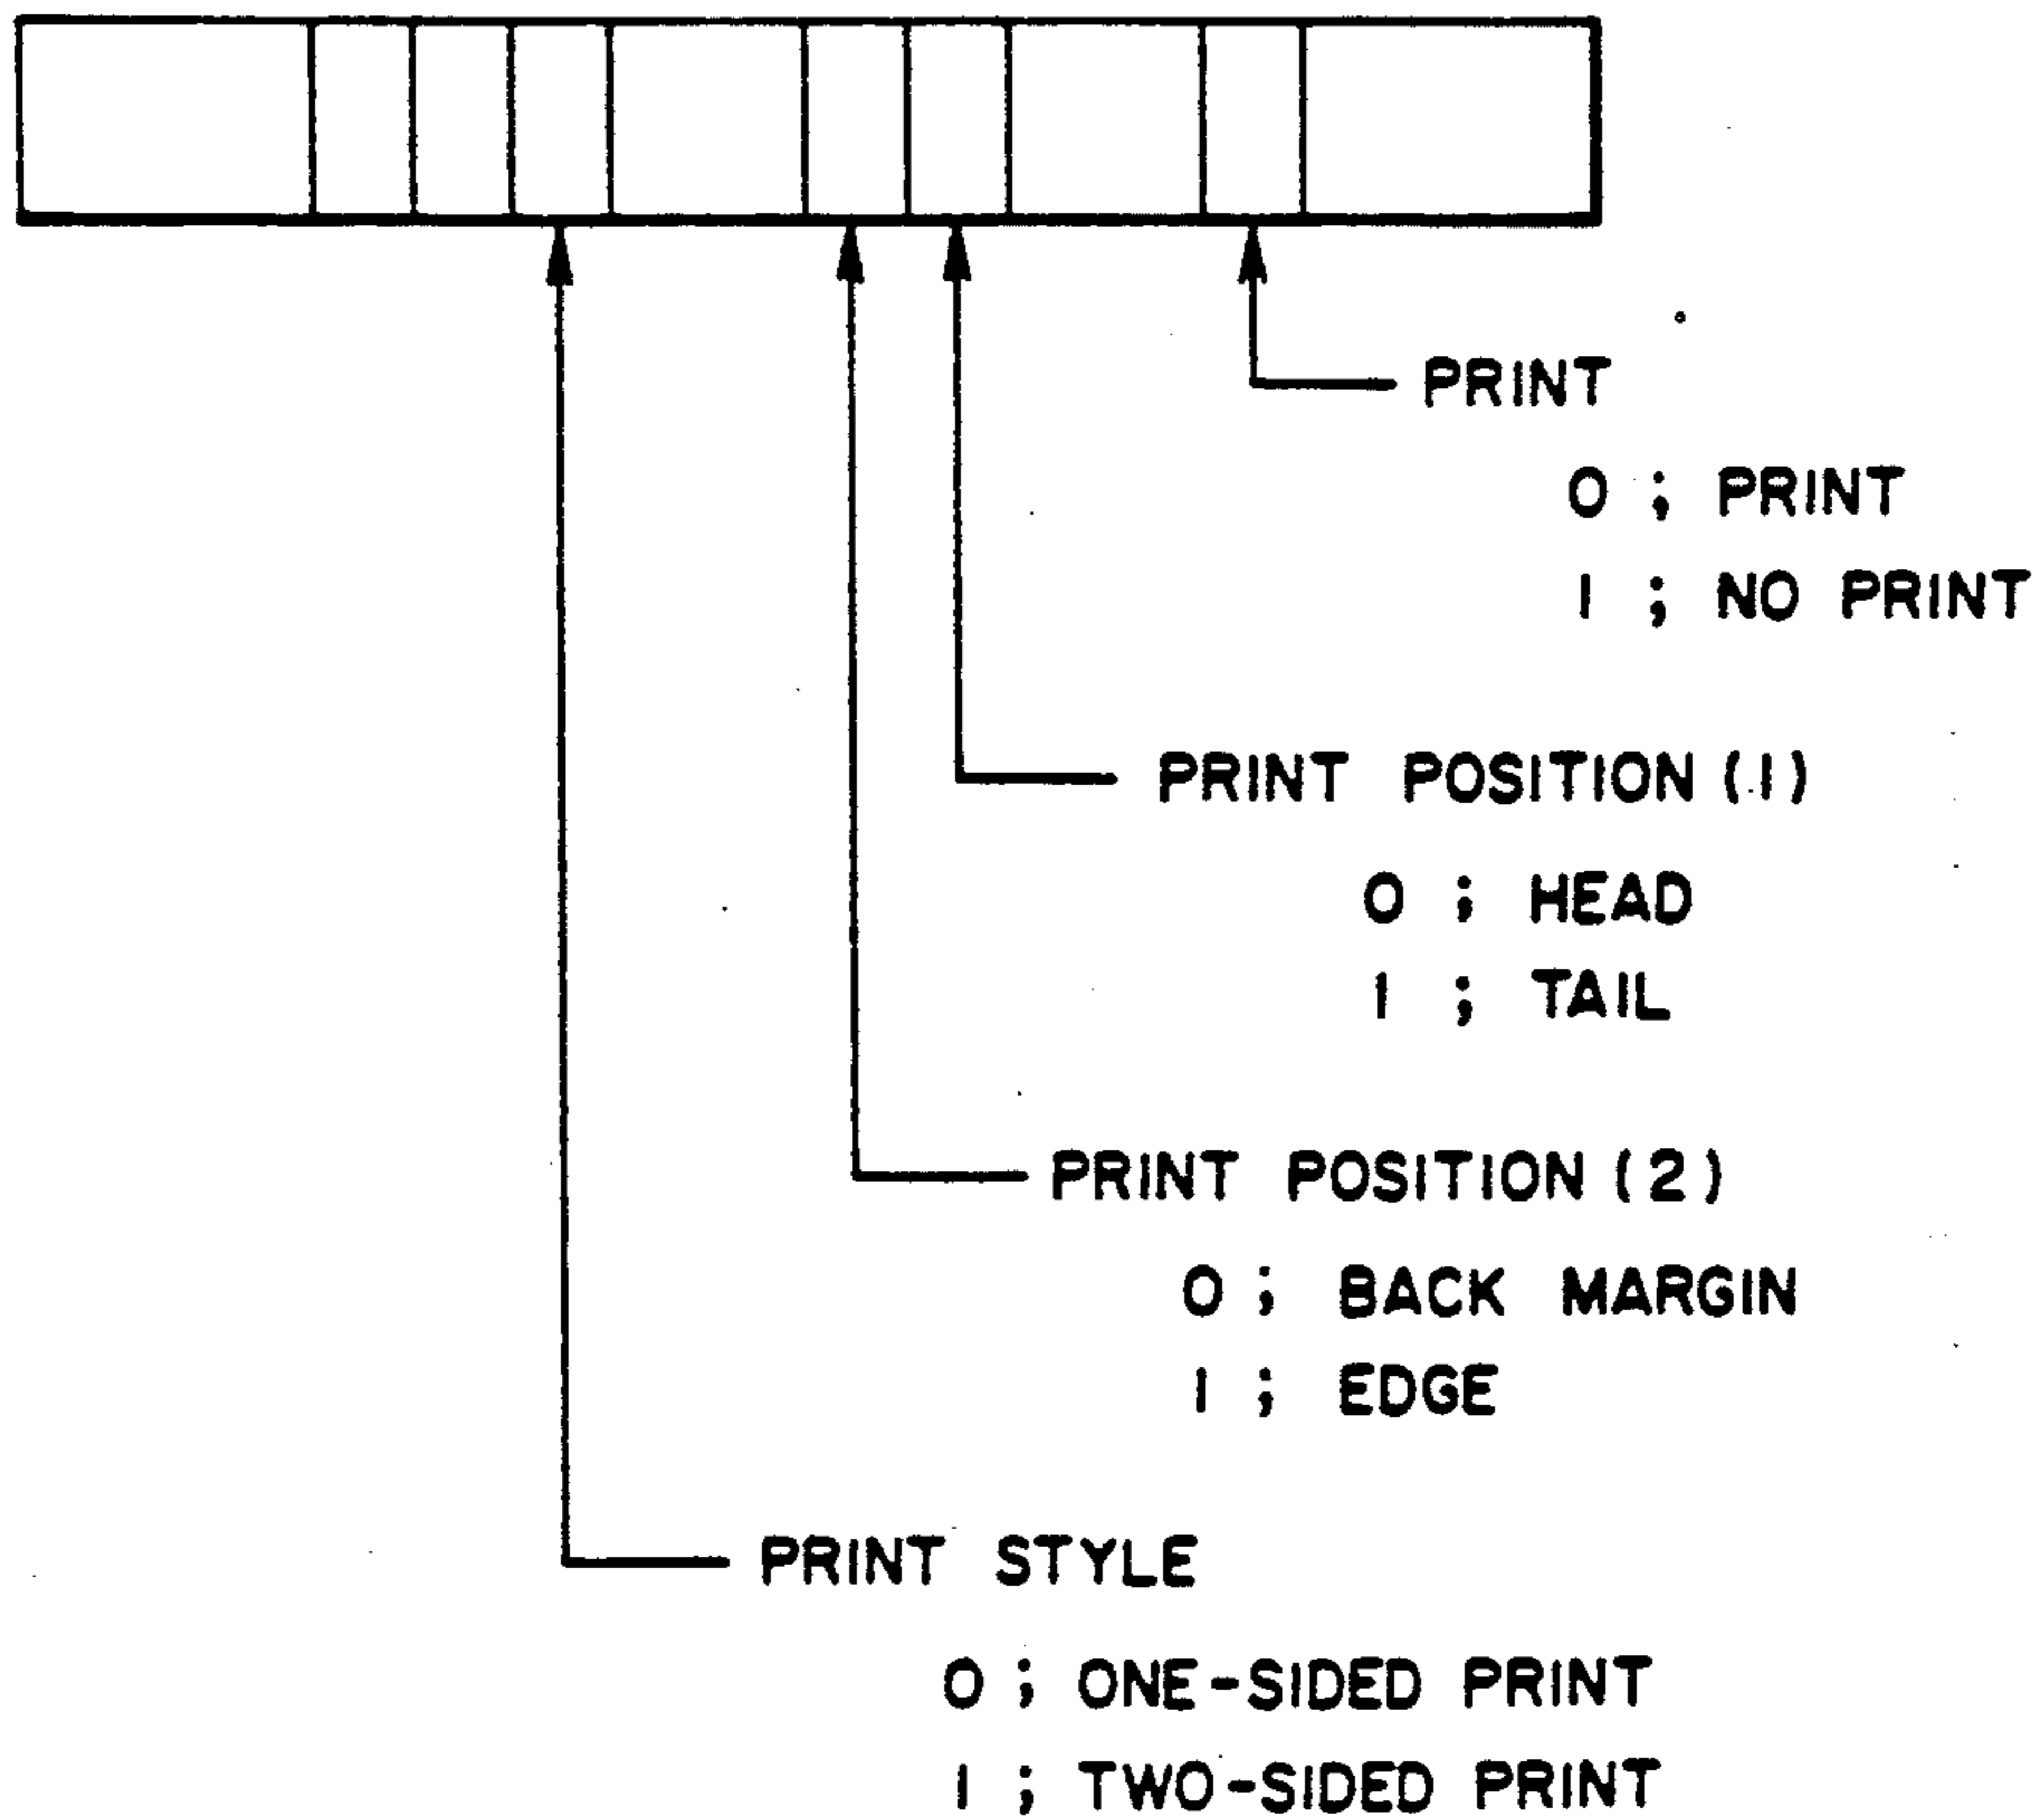 PRINT
0 ; PRINT
1 ; NO PRINT
PRINT POSITION (1)
0 ; HEAD
1 ; TAIL
PRINT POSITION (2)
0 ; BACK MARGIN
1 ; EDGE
PRINT STYLE
0 ; ONE-SIDED PRINT
1 ; TWO-SIDED PRINT